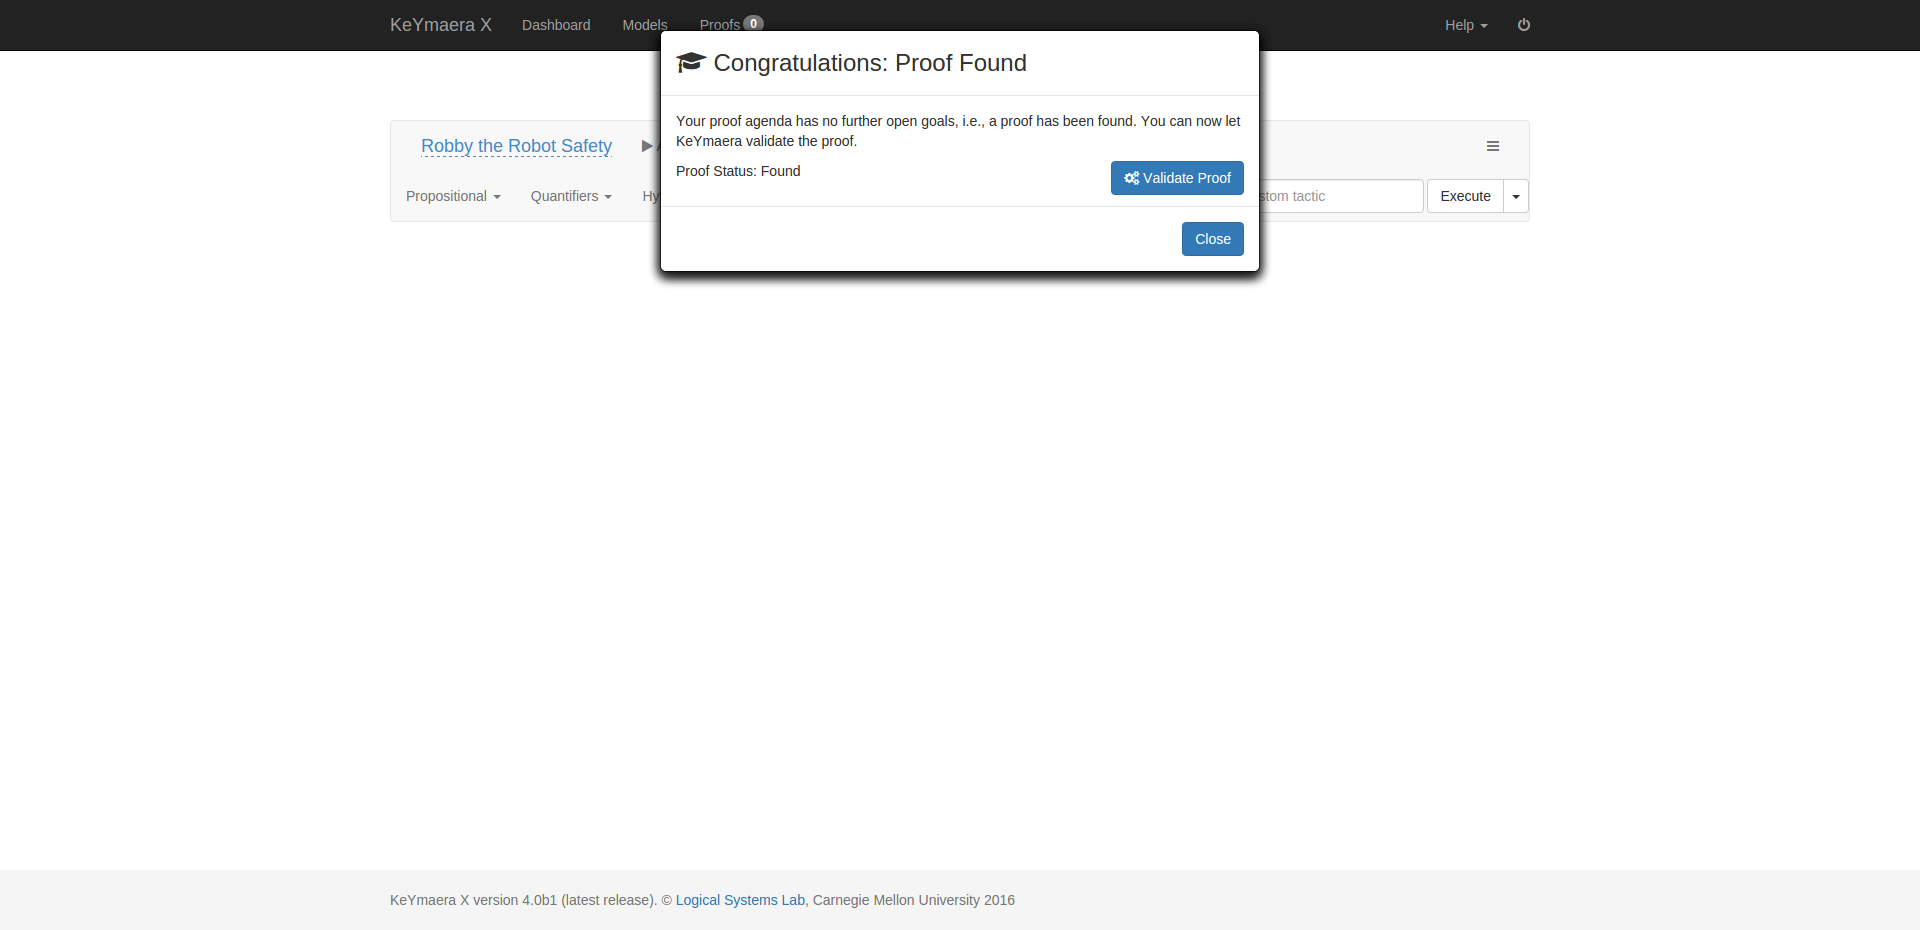 KeYmaera X Dashboard Models Proofs 0 Help
Congratulations: Proof Found
Your proof agenda has no further open goals, i.e., a proof has been found. You can now let
KeYmaera validate the proof.
Proof Status: Found
Validate Proof
Close
Robby the Robot Safety
Propositional Quantifiers Hy stom tactic Execute
KeYmaera X version 4.0b1 (latest release). © Logical Systems Lab, Carnegie Mellon University 2016